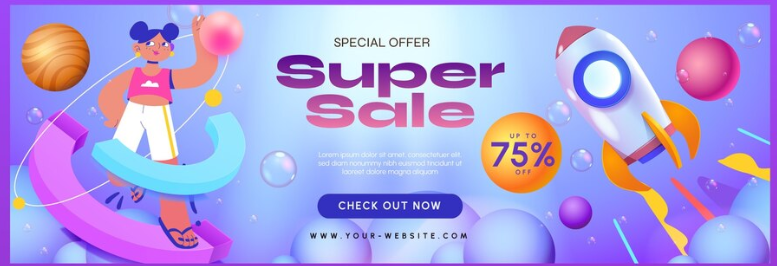 SPECIAL OFFER
Super
Sale
Lorem ipsum dolor sit amet, consectetuer elit,
sed diam nonummy nibh euismod tincidunt ut
laoreet dolore magna aliquam
UP TO
75%
OFF
CHECK OUT NOW
WWW.YOUR-WEBSITE.COM